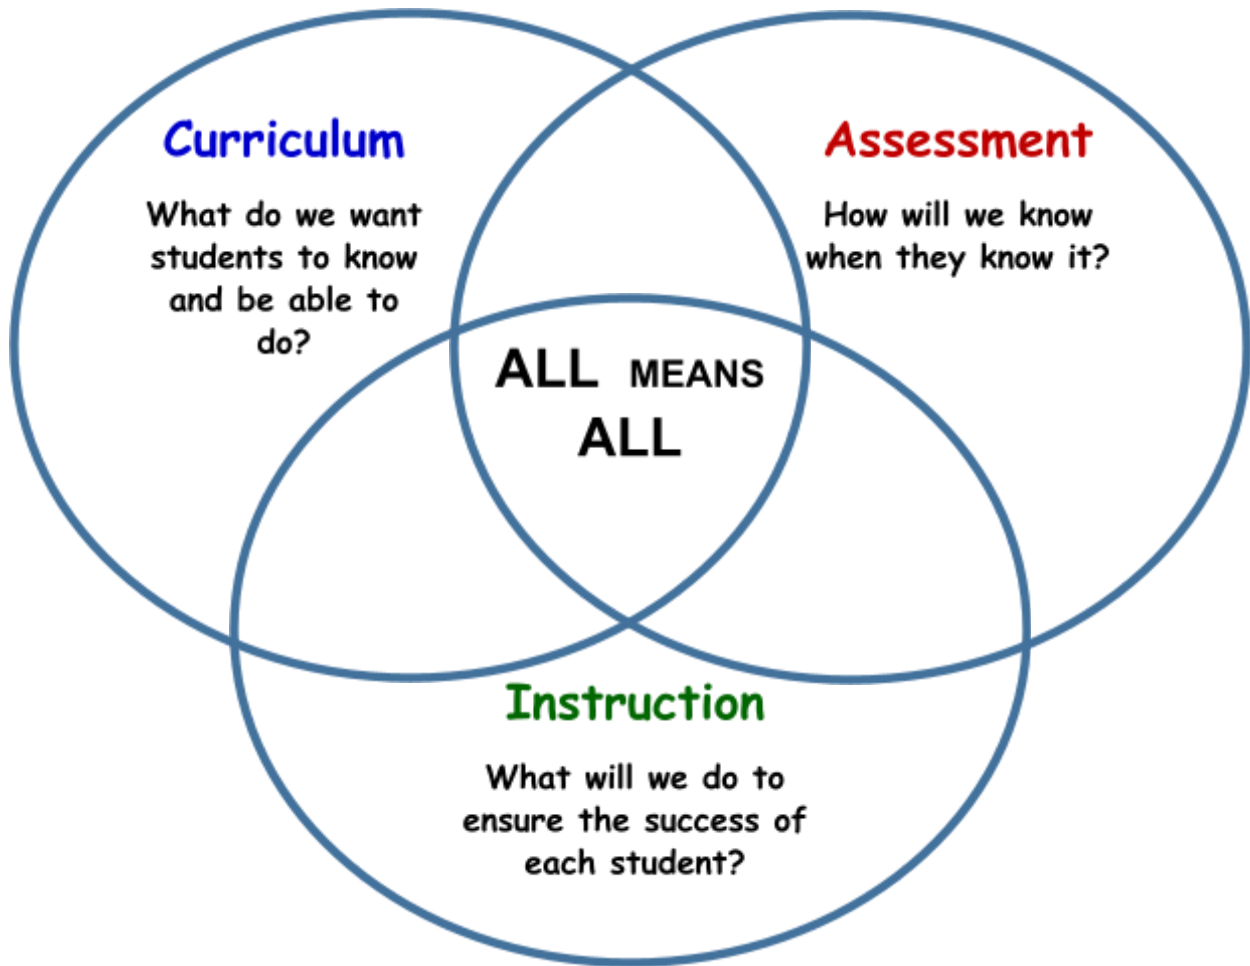 Curriculum
What do we want
students to know
and be able to
do?
Assessment
How will we know
when they know it?
ALL MEANS
ALL
Instruction
What will we do to
ensure the success of
each student?